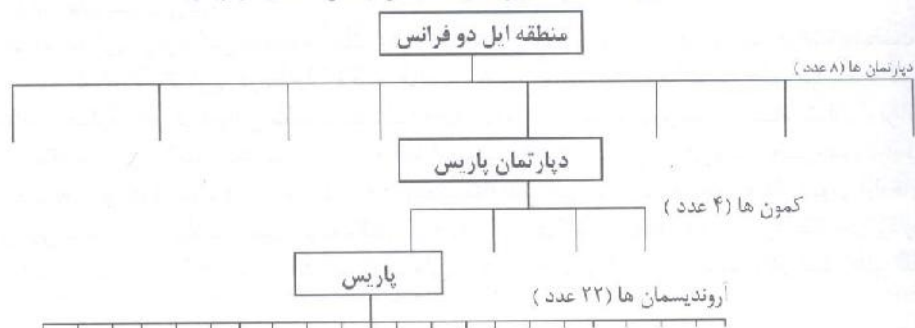 منطقه ایل دو فرانس
دپارتمان ها (۸ عدد)
دپارتمان پاریس
کمون ها (۴ عدد )
پاریس
آروندیسمان ها (۲۲ عدد )